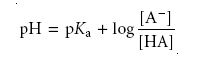 pH = pKₐ + log [A⁻]/[HA]